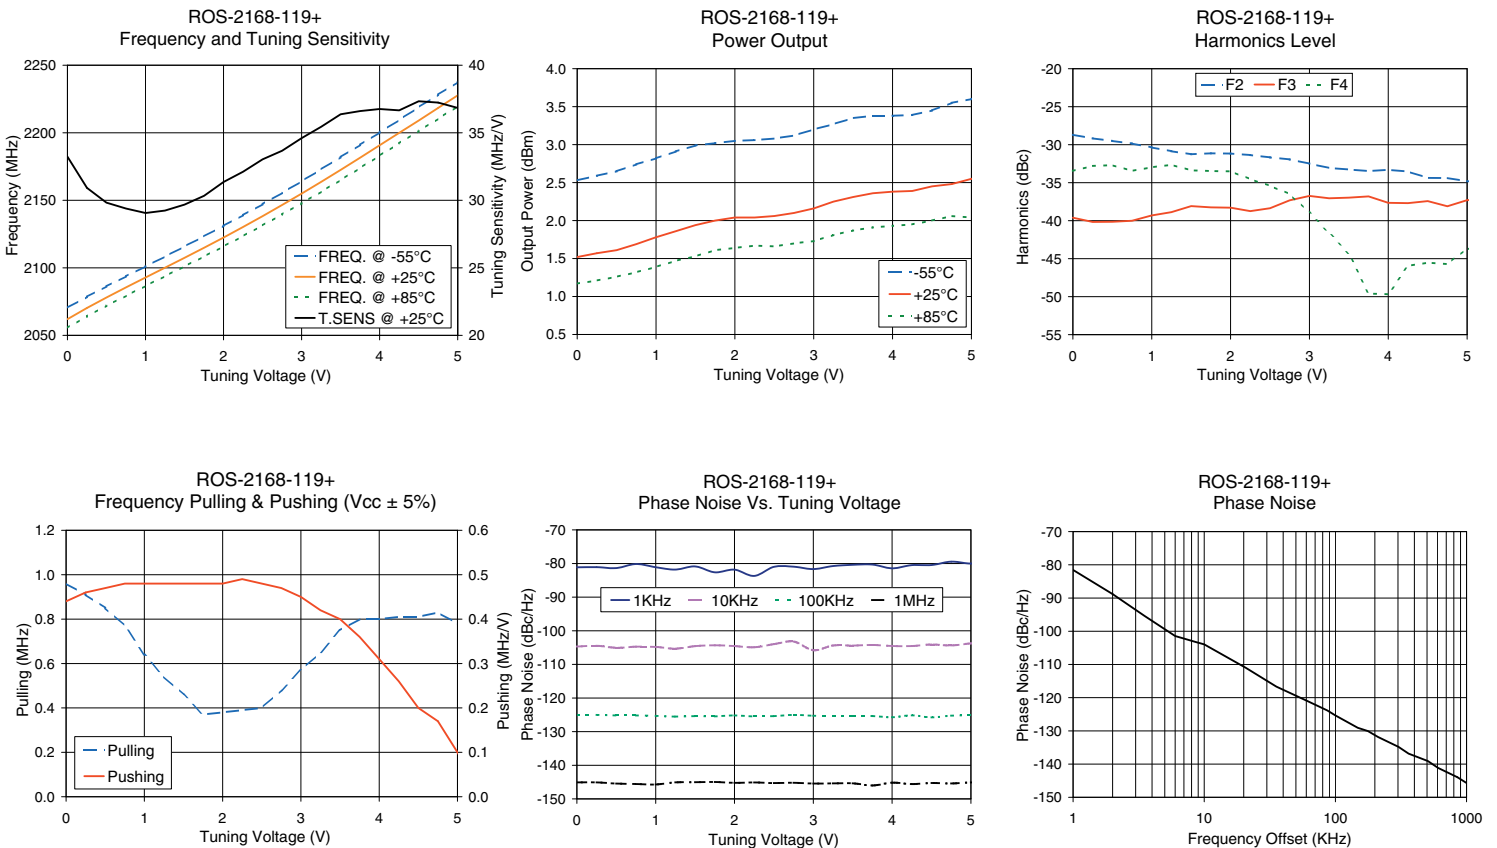 ROS-2168-119+
Frequency and Tuning Sensitivity
2250
2200
2150
2100
2050
Frequency (MHz)
40
35
30
25
20
Tuning Sensitivity (MHz/V)
FREQ. @ -55°C
FREQ. @ +25°C
FREQ. @ +85°C
T.SENS @ +25°C
0 1 2 3 4 5
Tuning Voltage (V)
ROS-2168-119+
Power Output
4.0
3.5
3.0
2.5
2.0
1.5
1.0
0.5
Output Power (dBm)
-55°C
+25°C
+85°C
0 1 2 3 4 5
Tuning Voltage (V)
ROS-2168-119+
Harmonics Level
-20
-25
-30
-35
-40
-45
-50
-55
Harmonics (dBc)
F2 F3 F4
0 1 2 3 4 5
Tuning Voltage (V)
ROS-2168-119+
Frequency Pulling & Pushing (Vcc ± 5%)
1.2
1.0
0.8
0.6
0.4
0.2
0.0
Pulling (MHz)
0.6
0.5
0.4
0.3
0.2
0.1
0.0
Pushing (MHz/V)
Pulling
Pushing
0 1 2 3 4 5
Tuning Voltage (V)
ROS-2168-119+
Phase Noise Vs. Tuning Voltage
-70
-80
-90
-100
-110
-120
-130
-140
-150
Phase Noise (dBc/Hz)
1KHz 10KHz 100KHz 1MHz
0 1 2 3 4 5
Tuning Voltage (V)
ROS-2168-119+
Phase Noise
-70
-80
-90
-100
-110
-120
-130
-140
-150
Phase Noise (dBc/Hz)
1 10 100 1000
Frequency Offset (KHz)